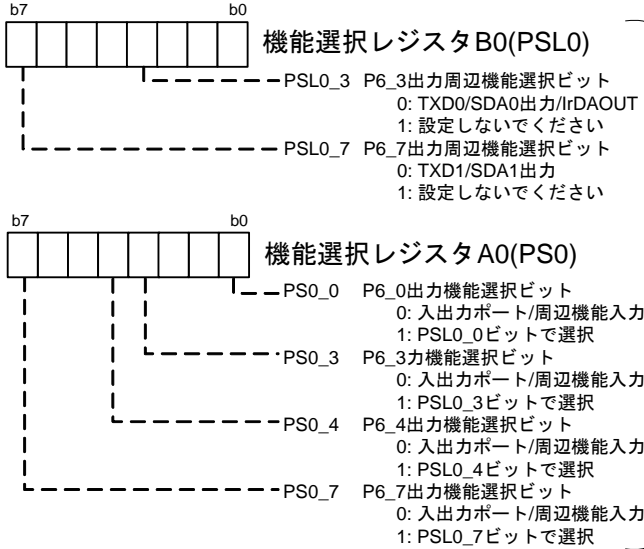 b7 b0
機能選択レジスタB0(PSL0)
PSL0_3 P6_3出力周辺機能選択ビット
0: TXD0/SDA0出力/IrDAOUT
1: 設定しないでください
PSL0_7 P6_7出力周辺機能選択ビット
0: TXD1/SDA1出力
1: 設定しないでください
b7 b0
機能選択レジスタA0(PS0)
PS0_0 P6_0出力機能選択ビット
0: 入出力ポート/周辺機能入力
1: PSL0_0ビットで選択
PS0_3 P6_3力機能選択ビット
0: 入出力ポート/周辺機能入力
1: PSL0_3ビットで選択
PS0_4 P6_4出力機能選択ビット
0: 入出力ポート/周辺機能入力
1: PSL0_4ビットで選択
PS0_7 P6_7出力機能選択ビット
0: 入出力ポート/周辺機能入力
1: PSL0_7ビットで選択